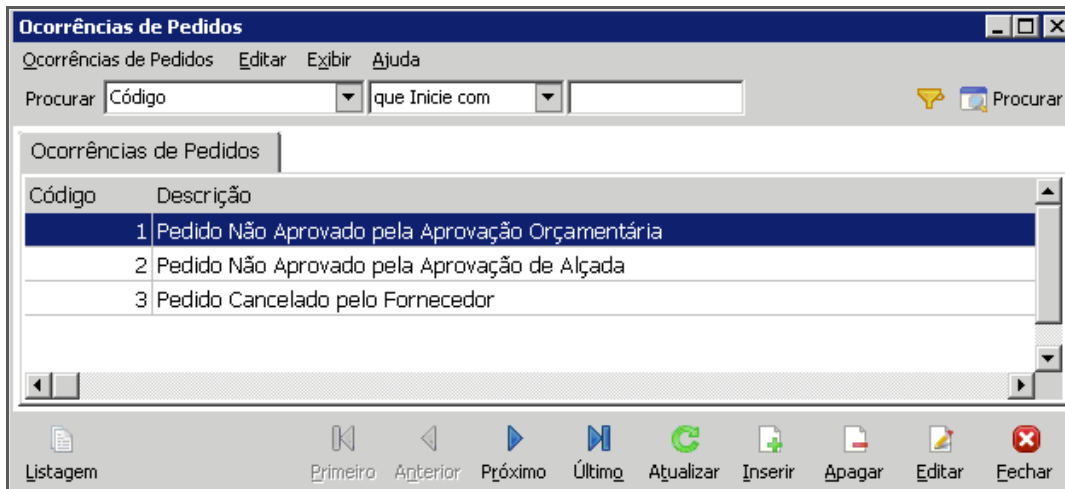 Ocorrências de Pedidos
Ocorrências de Pedidos Editar Exibir Ajuda
Procurar Código que Inicie com Procurar
Ocorrências de Pedidos
Código Descrição
1 Pedido Não Aprovado pela Aprovação Orçamentária
2 Pedido Não Aprovado pela Aprovação de Alçada
3 Pedido Cancelado pelo Fornecedor
Listagem Primeiro Anterior Próximo Último Atualizar Inserir Apagar Editar Fechar